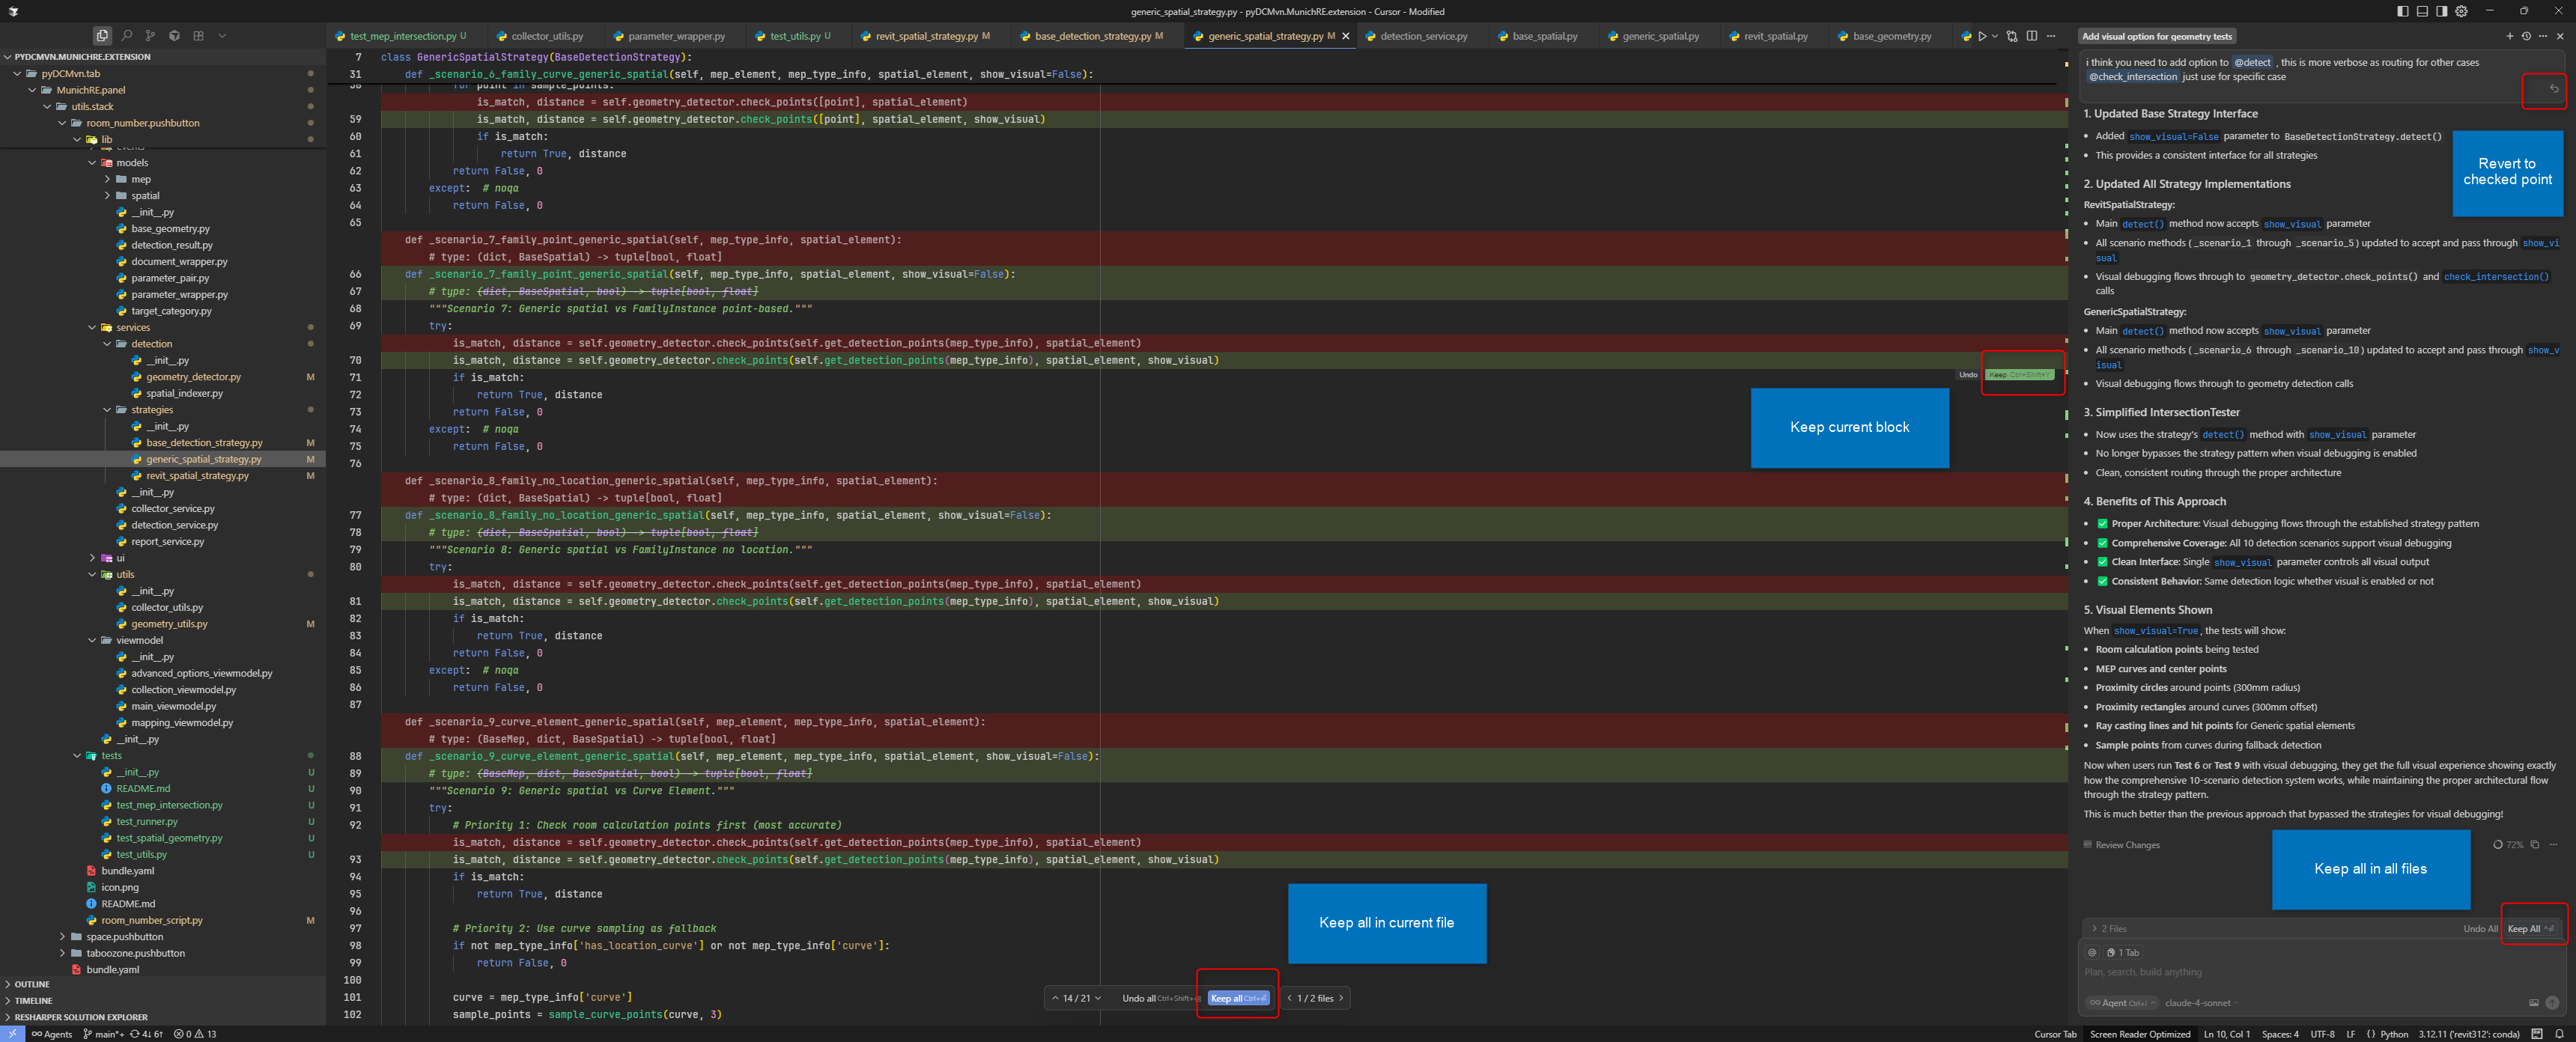 generic_spatial_strategy.py - pyDCMvn.MunichRE.extension - Cursor - Modified
PYDCMVN.MUNICHRE.EXTENSION
pyDCMvn.tab
MunichRE.panel
utils.stack
room_number.pushbutton
lib
models
mep
spatial
__init__.py
base_geometry.py
detection_result.py
document_wrapper.py
parameter_pair.py
parameter_wrapper.py
target_category.py
services
detection
__init__.py
geometry_detector.py M
spatial_indexer.py
strategies
__init__.py
base_detection_strategy.py M
generic_spatial_strategy.py M
revit_spatial_strategy.py M
__init__.py
collector_service.py
detection_service.py
report_service.py
ui
utils
__init__.py
collector_utils.py
geometry_utils.py M
viewmodel
__init__.py
advanced_options_viewmodel.py
collection_viewmodel.py
main_viewmodel.py
mapping_viewmodel.py
__init__.py
tests
__init__.py U
README.md U
test_mep_intersection.py U
test_runner.py U
test_spatial_geometry.py U
test_utils.py U
bundle.yaml
icon.png
README.md
room_number_script.py M
space.pushbutton
taboozone.pushbutton
bundle.yaml
OUTLINE
TIMELINE
RESHARPER SOLUTION EXPLORER
test_mep_intersection.py U collector_utils.py parameter_wrapper.py test_utils.py U revit_spatial_strategy.py M base_detection_strategy.py M generic_spatial_strategy.py M detection_service.py base_spatial.py generic_spatial.py revit_spatial.py base_geometry.py
7 class GenericSpatialStrategy(BaseDetectionStrategy):
31 def _scenario_6_family_curve_generic_spatial(self, mep_element, mep_type_info, spatial_element, show_visual=False):
58 for point in sample_points:
is_match, distance = self.geometry_detector.check_points([point], spatial_element)
59 is_match, distance = self.geometry_detector.check_points([point], spatial_element, show_visual)
60 if is_match:
61 return True, distance
62 return False, 0
63 except: # noqa
64 return False, 0
65
def _scenario_7_family_point_generic_spatial(self, mep_type_info, spatial_element):
# type: (dict, BaseSpatial) -> tuple[bool, float]
66 def _scenario_7_family_point_generic_spatial(self, mep_type_info, spatial_element, show_visual=False):
67 # type: (dict, BaseSpatial, bool) -> tuple[bool, float]
68 """Scenario 7: Generic spatial vs FamilyInstance point-based."""
69 try:
is_match, distance = self.geometry_detector.check_points(self.get_detection_points(mep_type_info), spatial_element)
70 is_match, distance = self.geometry_detector.check_points(self.get_detection_points(mep_type_info), spatial_element, show_visual)
Undo Keep Ctrl+Shift+Y
71 if is_match:
72 return True, distance
73 return False, 0
74 except: # noqa
75 return False, 0
76
Keep current block
def _scenario_8_family_no_location_generic_spatial(self, mep_type_info, spatial_element):
# type: (dict, BaseSpatial) -> tuple[bool, float]
77 def _scenario_8_family_no_location_generic_spatial(self, mep_type_info, spatial_element, show_visual=False):
78 # type: (dict, BaseSpatial, bool) -> tuple[bool, float]
79 """Scenario 8: Generic spatial vs FamilyInstance no location."""
80 try:
is_match, distance = self.geometry_detector.check_points(self.get_detection_points(mep_type_info), spatial_element)
81 is_match, distance = self.geometry_detector.check_points(self.get_detection_points(mep_type_info), spatial_element, show_visual)
82 if is_match:
83 return True, distance
84 return False, 0
85 except: # noqa
86 return False, 0
87
def _scenario_9_curve_element_generic_spatial(self, mep_element, mep_type_info, spatial_element):
# type: (BaseMep, dict, BaseSpatial) -> tuple[bool, float]
88 def _scenario_9_curve_element_generic_spatial(self, mep_element, mep_type_info, spatial_element, show_visual=False):
89 # type: (BaseMep, dict, BaseSpatial, bool) -> tuple[bool, float]
90 """Scenario 9: Generic spatial vs Curve Element."""
91 try:
92 # Priority 1: Check room calculation points first (most accurate)
is_match, distance = self.geometry_detector.check_points(self.get_detection_points(mep_type_info), spatial_element)
93 is_match, distance = self.geometry_detector.check_points(self.get_detection_points(mep_type_info), spatial_element, show_visual)
94 if is_match:
95 return True, distance
96
97 # Priority 2: Use curve sampling as fallback
98 if not mep_type_info['has_location_curve'] or not mep_type_info['curve']:
99 return False, 0
100
101 curve = mep_type_info['curve']
102 sample_points = sample_curve_points(curve, 3)
Keep all in current file
14 / 21 Undo all Keep all 1 / 2 files
Add visual option for geometry tests
i think you need to add option to @detect , this is more verbose as routing for other cases
@check_intersection just use for specific case
1. Updated Base Strategy Interface
• Added show_visual=False parameter to BaseDetectionStrategy.detect()
• This provides a consistent interface for all strategies
Revert to
checked point
2. Updated All Strategy Implementations
RevitSpatialStrategy:
• Main detect() method now accepts show_visual parameter
• All scenario methods (_scenario_1 through _scenario_5) updated to accept and pass through show_vi
sual
• Visual debugging flows through to geometry_detector.check_points() and check_intersection()
calls
GenericSpatialStrategy:
• Main detect() method now accepts show_visual parameter
• All scenario methods (_scenario_6 through _scenario_10) updated to accept and pass through show_v
isual
• Visual debugging flows through to geometry detection calls
3. Simplified IntersectionTester
• Now uses the strategy's detect() method with show_visual parameter
• No longer bypasses the strategy pattern when visual debugging is enabled
• Clean, consistent routing through the proper architecture
4. Benefits of This Approach
• ✅ Proper Architecture: Visual debugging flows through the established strategy pattern
• ✅ Comprehensive Coverage: All 10 detection scenarios support visual debugging
• ✅ Clean Interface: Single show_visual parameter controls all visual output
• ✅ Consistent Behavior: Same detection logic whether visual is enabled or not
5. Visual Elements Shown
When show_visual=True, the tests will show:
• Room calculation points being tested
• MEP curves and center points
• Proximity circles around points (300mm radius)
• Proximity rectangles around curves (300mm offset)
• Ray casting lines and hit points for Generic spatial elements
• Sample points from curves during fallback detection
Now when users run Test 6 or Test 9 with visual debugging, they get the full visual experience showing exactly
how the comprehensive 10-scenario detection system works, while maintaining the proper architectural flow
through the strategy pattern.
This is much better than the previous approach that bypassed the strategies for visual debugging!
Review Changes 72%
Keep all in all files
2 Files Undo All Keep All
@ 1 Tab
Plan, search, build anything
Agent Ctrl+I claude-4-sonnet
Agents main*+ 4↓ 6↑ 0 13
Cursor Tab Screen Reader Optimized Ln 10, Col 1 Spaces: 4 UTF-8 LF {} Python 3.12.11 ('revit312': conda)